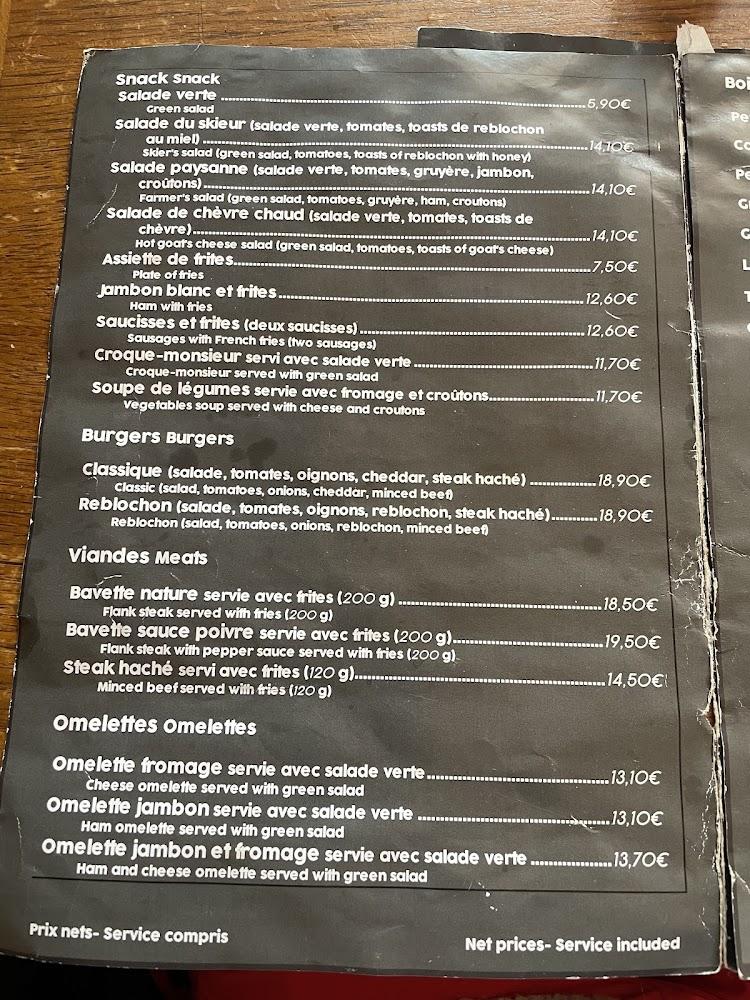 Snack Snack
Salade verte ........ 5,90€
Green salad
Salade du skieur (salade verte, tomates, toasts de reblochon
au miel) ........ 14,10€
Skier's salad (green salad, tomatoes, toasts of reblochon with honey)
Salade paysanne (salade verte, tomates, gruyère, jambon,
croûtons) ........ 14,10€
Farmer's salad (green salad, tomatoes, gruyère, ham, croutons)
Salade de chèvre chaud (salade verte, tomates, toasts de
chèvre) ........ 14,10€
Hot goat's cheese salad (green salad, tomatoes, toasts of goat's cheese)
Assiette de frites ........ 7,50€
Plate of fries
Jambon blanc et frites ........ 12,60€
Ham with fries
Saucisses et frites (deux saucisses) ........ 12,60€
Sausages with French fries (two sausages)
Croque-monsieur servi avec salade verte ........ 11,70€
Croque-monsieur served with green salad
Soupe de légumes servie avec fromage et croûtons ........ 11,70€
Vegetables soup served with cheese and croutons
Burgers Burgers
Classique (salade, tomates, oignons, cheddar, steak haché) ........ 18,90€
Classic (salad, tomatoes, onions, cheddar, minced beef)
Reblochon (salade, tomates, oignons, reblochon, steak haché) ........ 18,90€
Reblochon (salad, tomatoes, onions, reblochon, minced beef)
Viandes Meats
Bavette nature servie avec frites (200 g) ........ 18,50€
Flank steak served with fries (200 g)
Bavette sauce poivre servie avec frites (200 g) ........ 19,50€
Flank steak with pepper sauce served with fries (200 g)
Steak haché servi avec frites (120 g) ........ 14,50€
Minced beef served with fries (120 g)
Omelettes Omelettes
Omelette fromage servie avec salade verte ........ 13,10€
Cheese omelette served with green salad
Omelette jambon servie avec salade verte ........ 13,10€
Ham omelette served with green salad
Omelette jambon et fromage servie avec salade verte ........ 13,70€
Ham and cheese omelette served with green salad
Prix nets- Service compris
Net prices- Service included
Boi
Pe
Co
Pe
G
L
T